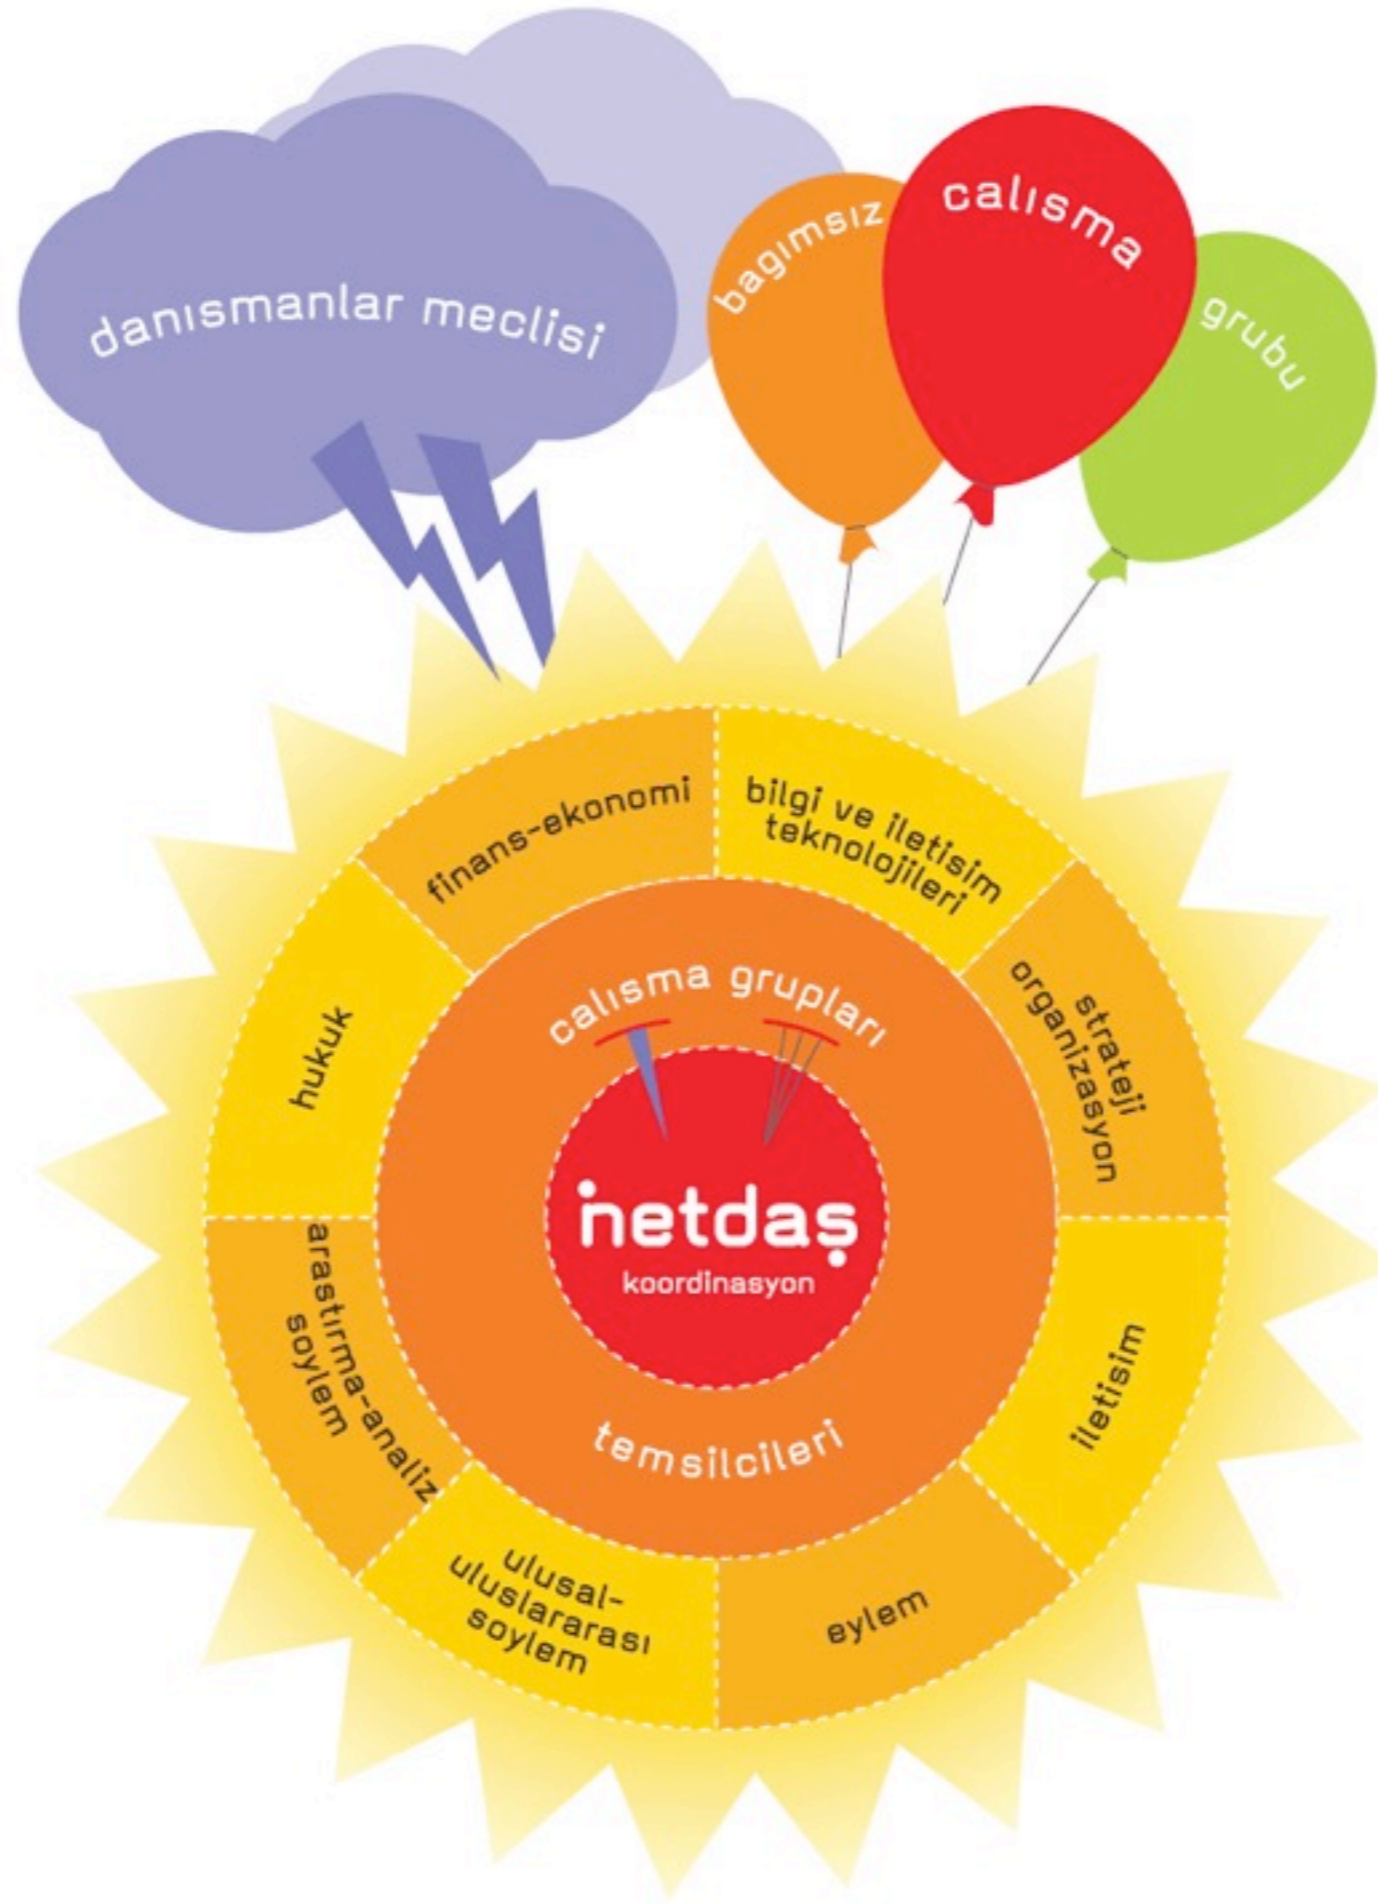 danısmanlar meclisi
bagımsız
calısma
grubu
finans-ekonomi
bilgi ve iletisim
teknolojileri
strateji
organizasyon
iletisim
eylem
ulusal-
uluslararası
soylem
arastırma-analiz
soylem
hukuk
calısma grupları
temsilcileri
netdaş
koordinasyon